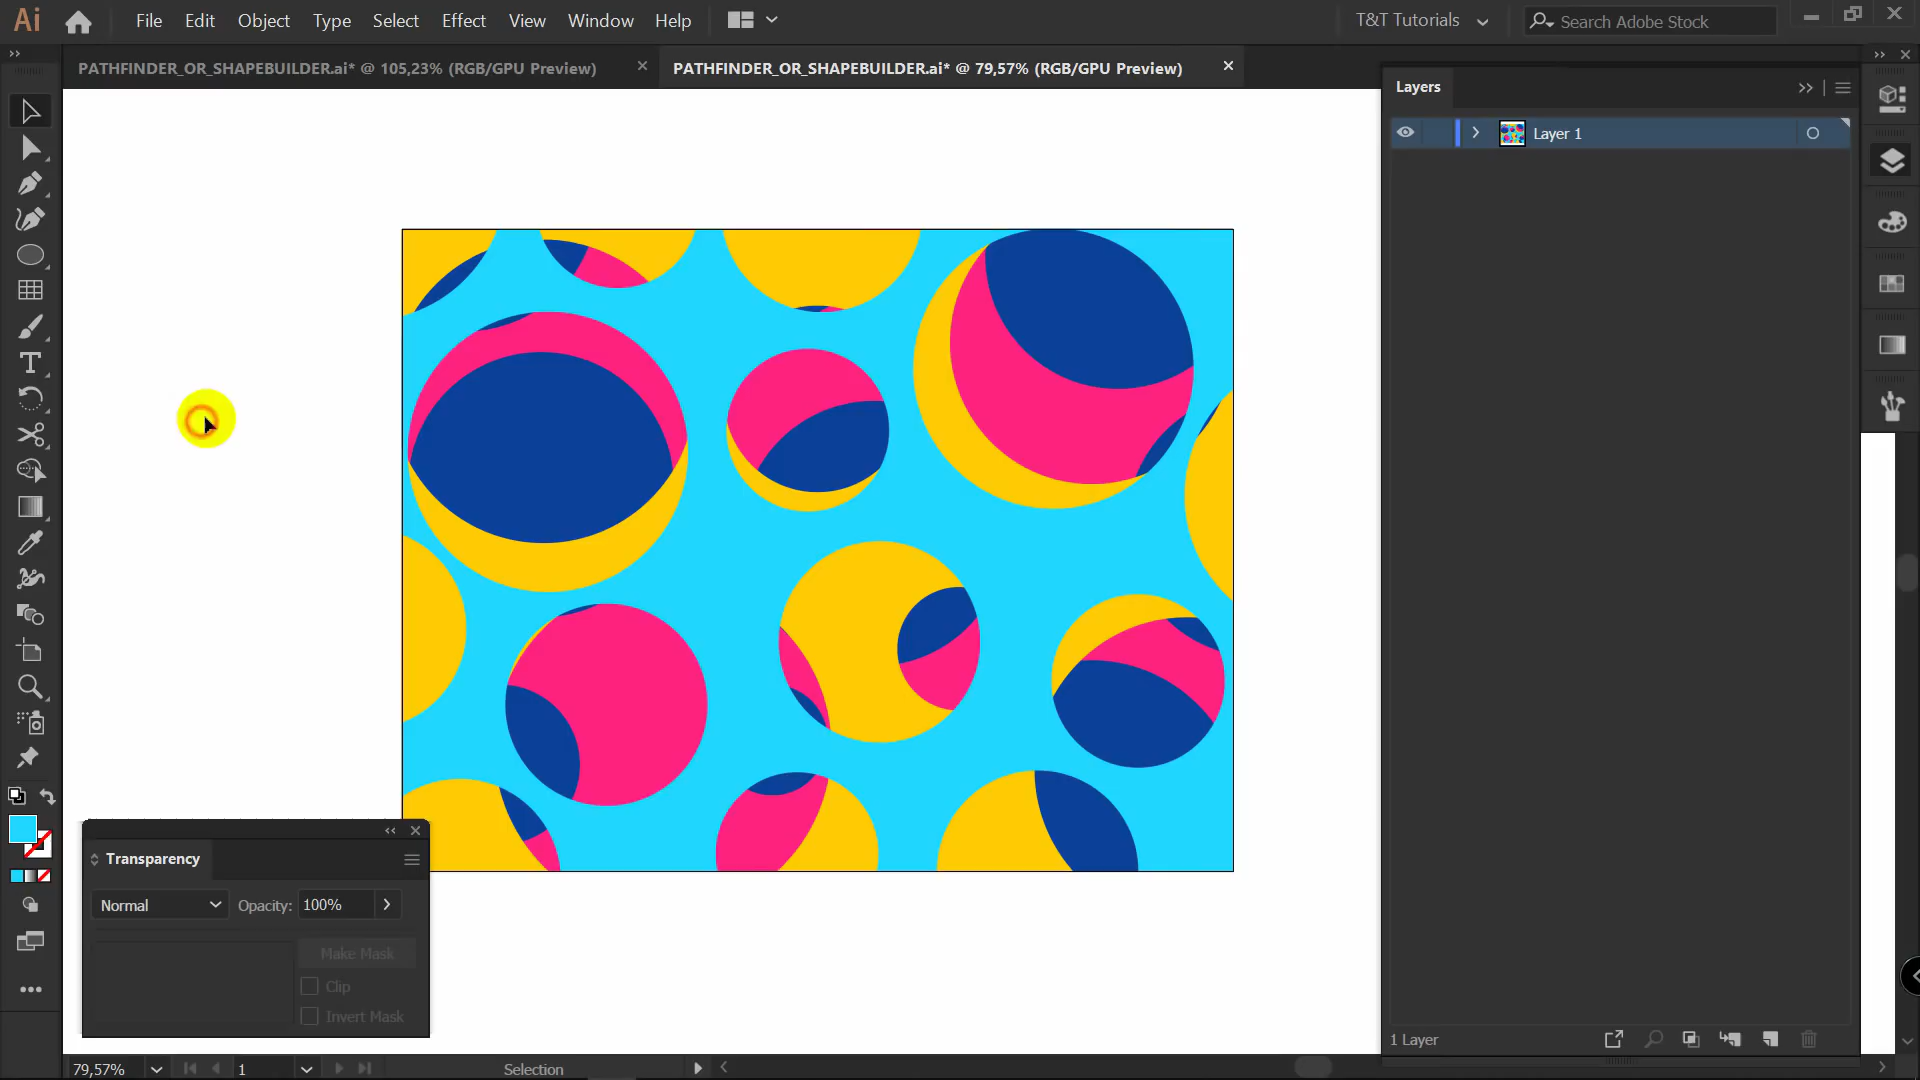 Ai File Edit Object Type Select Effect View Window Help T&T Tutorials Search Adobe Stock
PATHFINDER_OR_SHAPEBUILDER.ai* @ 105,23% (RGB/GPU Preview) PATHFINDER_OR_SHAPEBUILDER.ai* @ 79,57% (RGB/GPU Preview)
Layers
Layer 1
Transparency
Normal Opacity: 100%
Make Mask
Clip
Invert Mask
1 Layer
79,57% 1 Selection